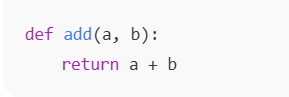 def add(a, b):
    return a + b